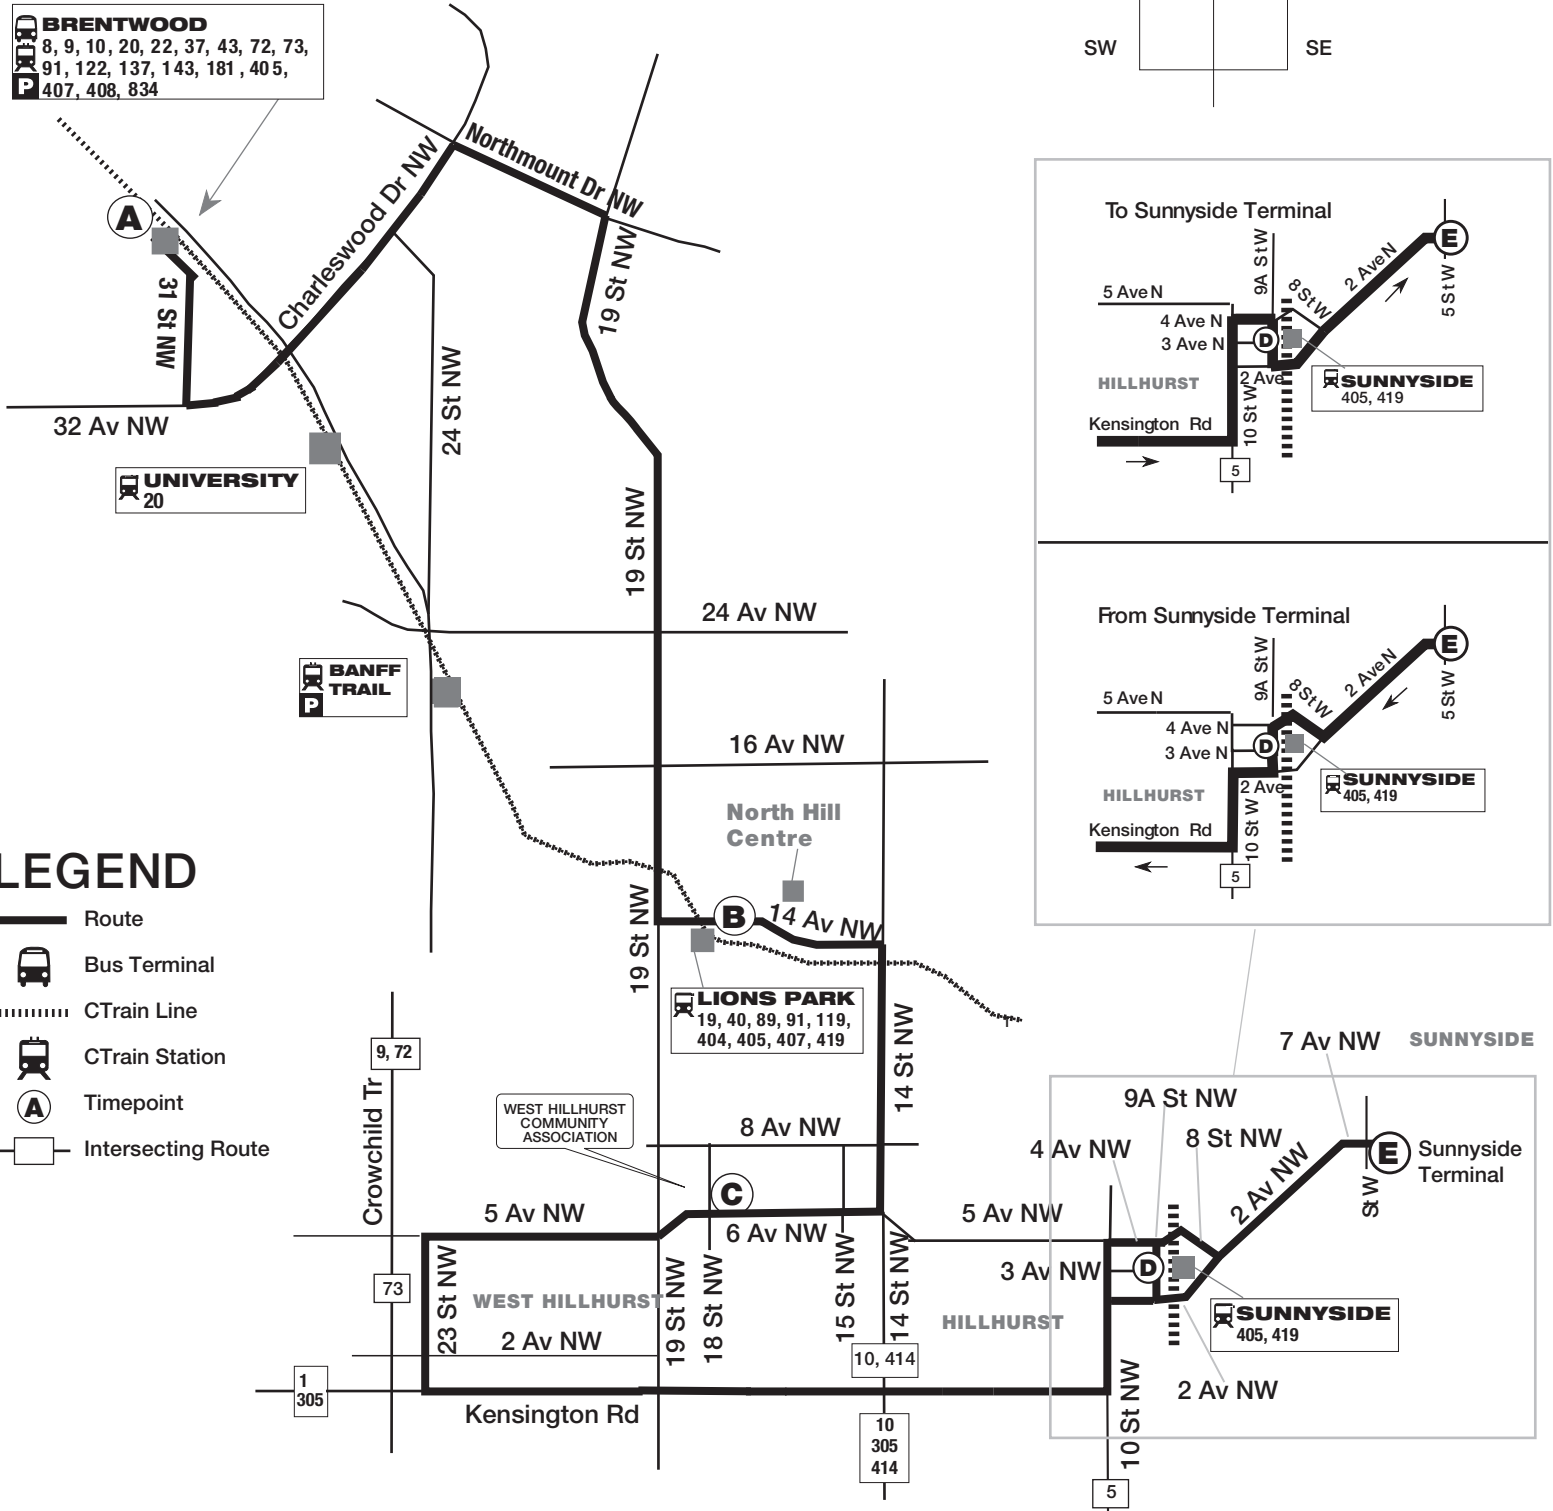 BRENTWOOD
8, 9, 10, 20, 22, 37, 43, 72, 73,
91, 122, 137, 143, 181 , 405,
P
407, 408, 834
SW
SE
A
31 St NW
32 Av NW
Charleswood Dr NW
Northmount Dr NW
19 St NW
24 St NW
UNIVERSITY
20
19 St NW
24 Av NW
BANFF
TRAIL
P
16 Av NW
North Hill
Centre
B
14 Av NW
19 St NW
LIONS PARK
19, 40, 89, 91, 119,
404, 405, 407, 419
14 St NW
To Sunnyside Terminal
E
5 St W
2 Ave N
9A St W
8 St W
5 Ave N
4 Ave N
3 Ave N
D
HILLHURST
2 Ave
SUNNYSIDE
405, 419
Kensington Rd
10 St W
5
From Sunnyside Terminal
E
5 St W
2 Ave N
9A St W
8 St W
5 Ave N
4 Ave N
3 Ave N
D
HILLHURST
2 Ave
SUNNYSIDE
405, 419
Kensington Rd
10 St W
5
LEGEND
Route
Bus Terminal
CTrain Line
CTrain Station
A
Timepoint
Intersecting Route
9, 72
Crowchild Tr
73
1
305
WEST HILLHURST
COMMUNITY
ASSOCIATION
8 Av NW
C
5 Av NW
6 Av NW
23 St NW
WEST HILLHURST
2 Av NW
19 St NW
18 St NW
15 St NW
14 St NW
10, 414
Kensington Rd
10
305
414
5 Av NW
HILLHURST
7 Av NW
SUNNYSIDE
9A St NW
4 Av NW
8 St NW
2 Av NW
E
Sunnyside
Terminal
St W
3 Av NW
D
SUNNYSIDE
405, 419
2 Av NW
10 St NW
5